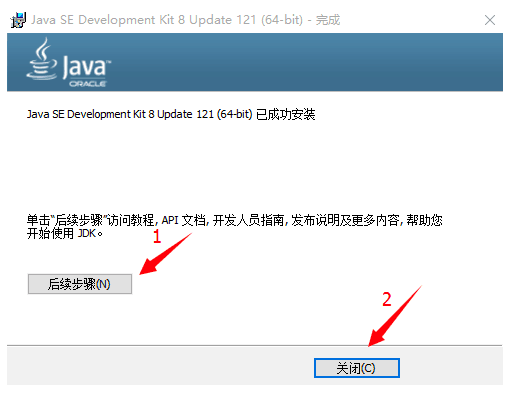 Java SE Development Kit 8 Update 121 (64-bit) - 完成
Java
ORACLE
Java SE Development Kit 8 Update 121 (64-bit) 已成功安装
单击“后续步骤”访问教程, API 文档, 开发人员指南, 发布说明及更多内容, 帮助您
开始使用 JDK。
1
后续步骤(N)
2
关闭(C)